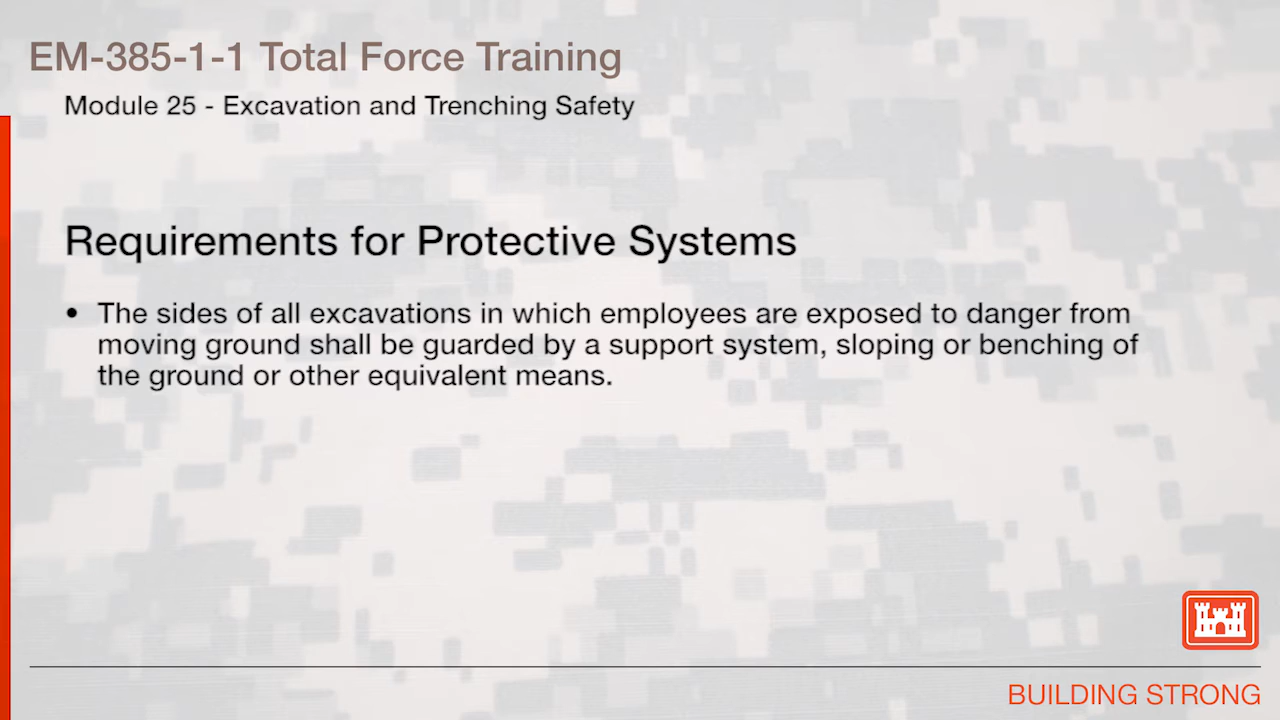 EM-385-1-1 Total Force Training
Module 25 - Excavation and Trenching Safety
Requirements for Protective Systems
• The sides of all excavations in which employees are exposed to danger from
moving ground shall be guarded by a support system, sloping or benching of
the ground or other equivalent means.
BUILDING STRONG